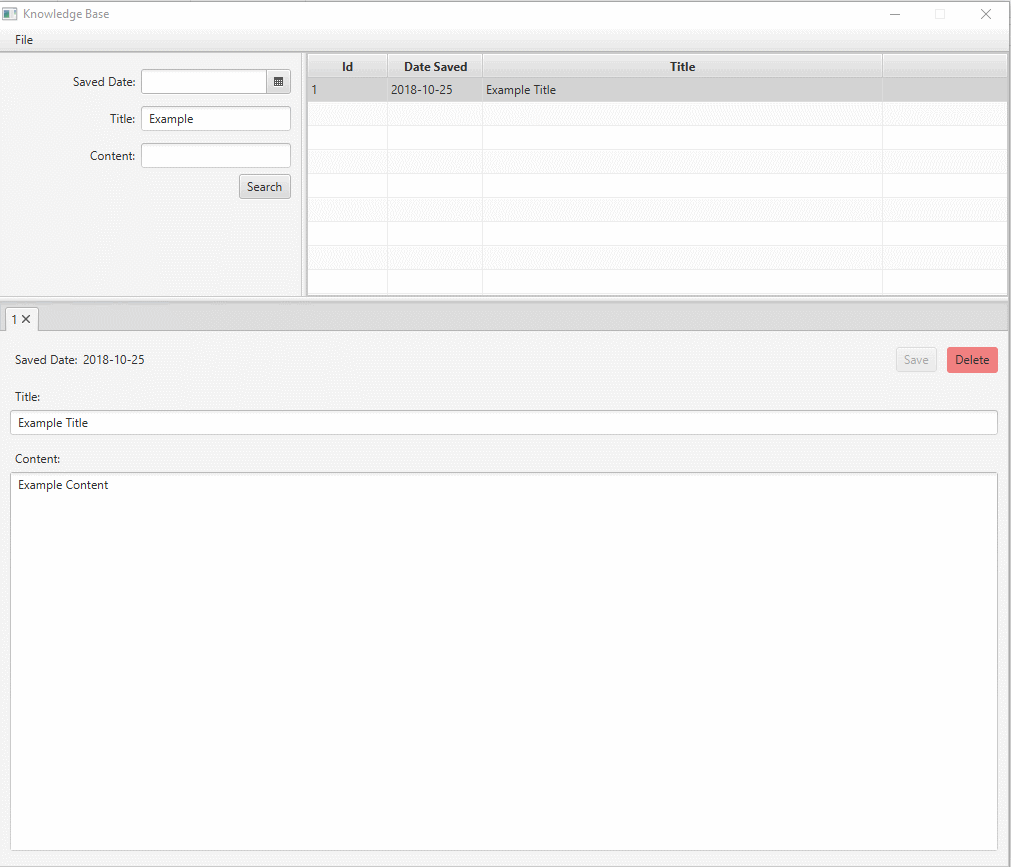 Knowledge Base
File
Saved Date:
Title: Example
Content:
Search
Id Date Saved Title
1 2018-10-25 Example Title
1
Saved Date: 2018-10-25 Save Delete
Title:
Example Title
Content:
Example Content